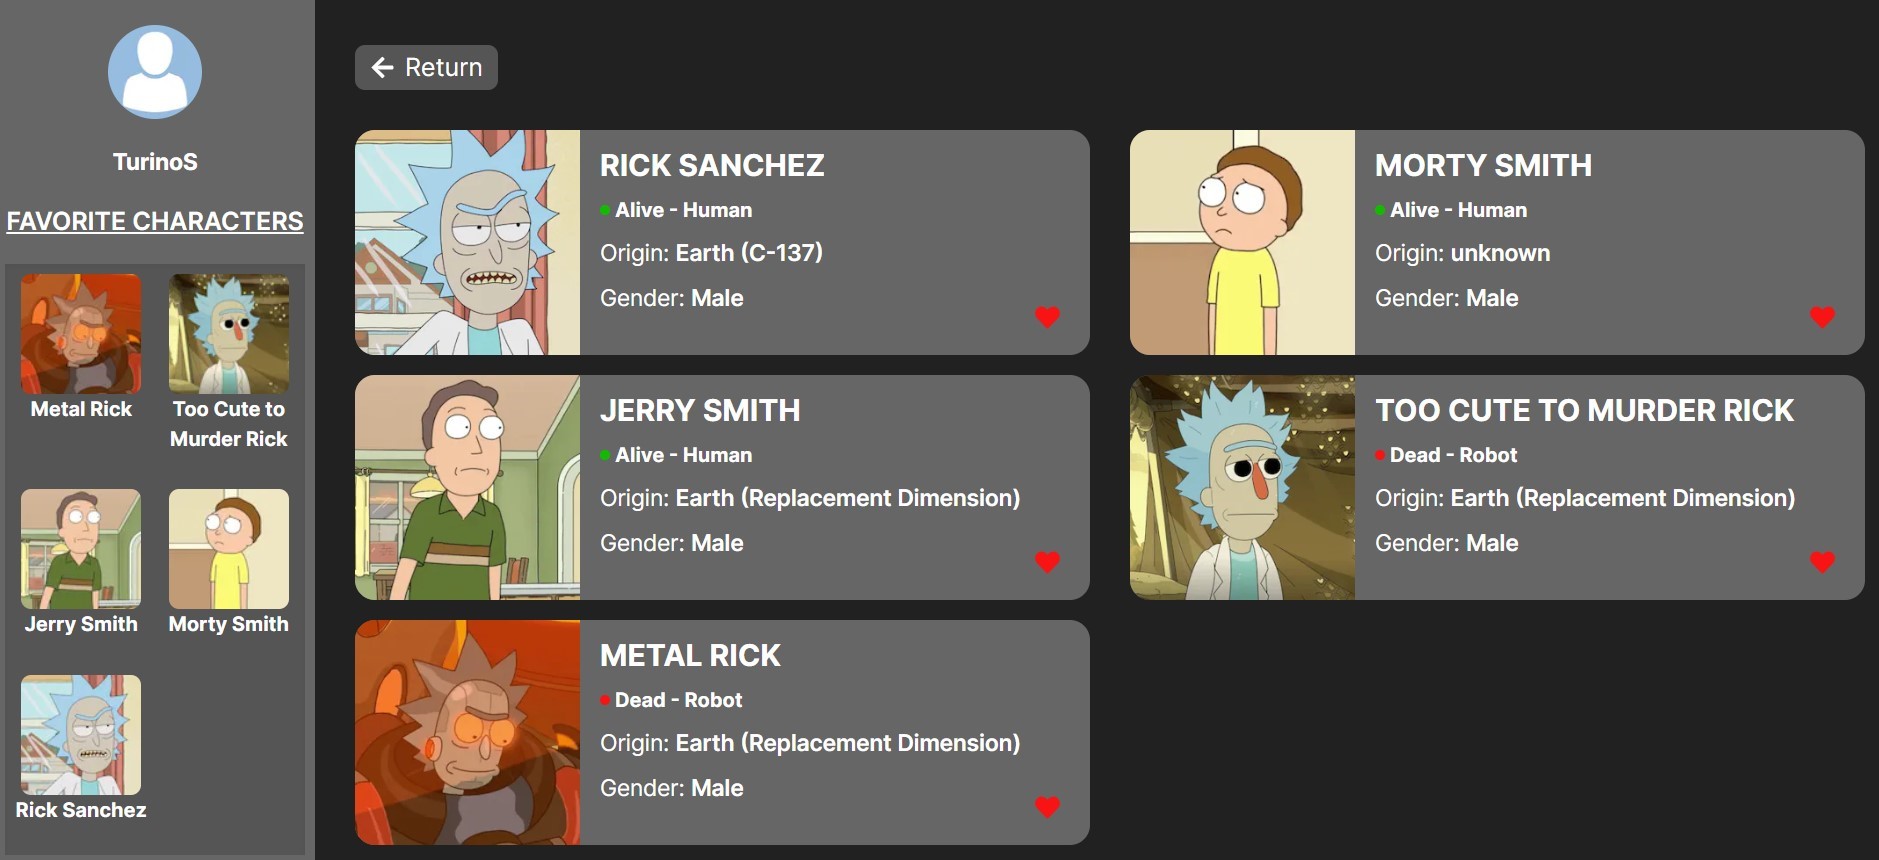 TurinoS
FAVORITE CHARACTERS
Metal Rick
Too Cute to
Murder Rick
Jerry Smith
Morty Smith
Rick Sanchez
Return
RICK SANCHEZ
Alive - Human
Origin: Earth (C-137)
Gender: Male
MORTY SMITH
Alive - Human
Origin: unknown
Gender: Male
JERRY SMITH
Alive - Human
Origin: Earth (Replacement Dimension)
Gender: Male
TOO CUTE TO MURDER RICK
Dead - Robot
Origin: Earth (Replacement Dimension)
Gender: Male
METAL RICK
Dead - Robot
Origin: Earth (Replacement Dimension)
Gender: Male